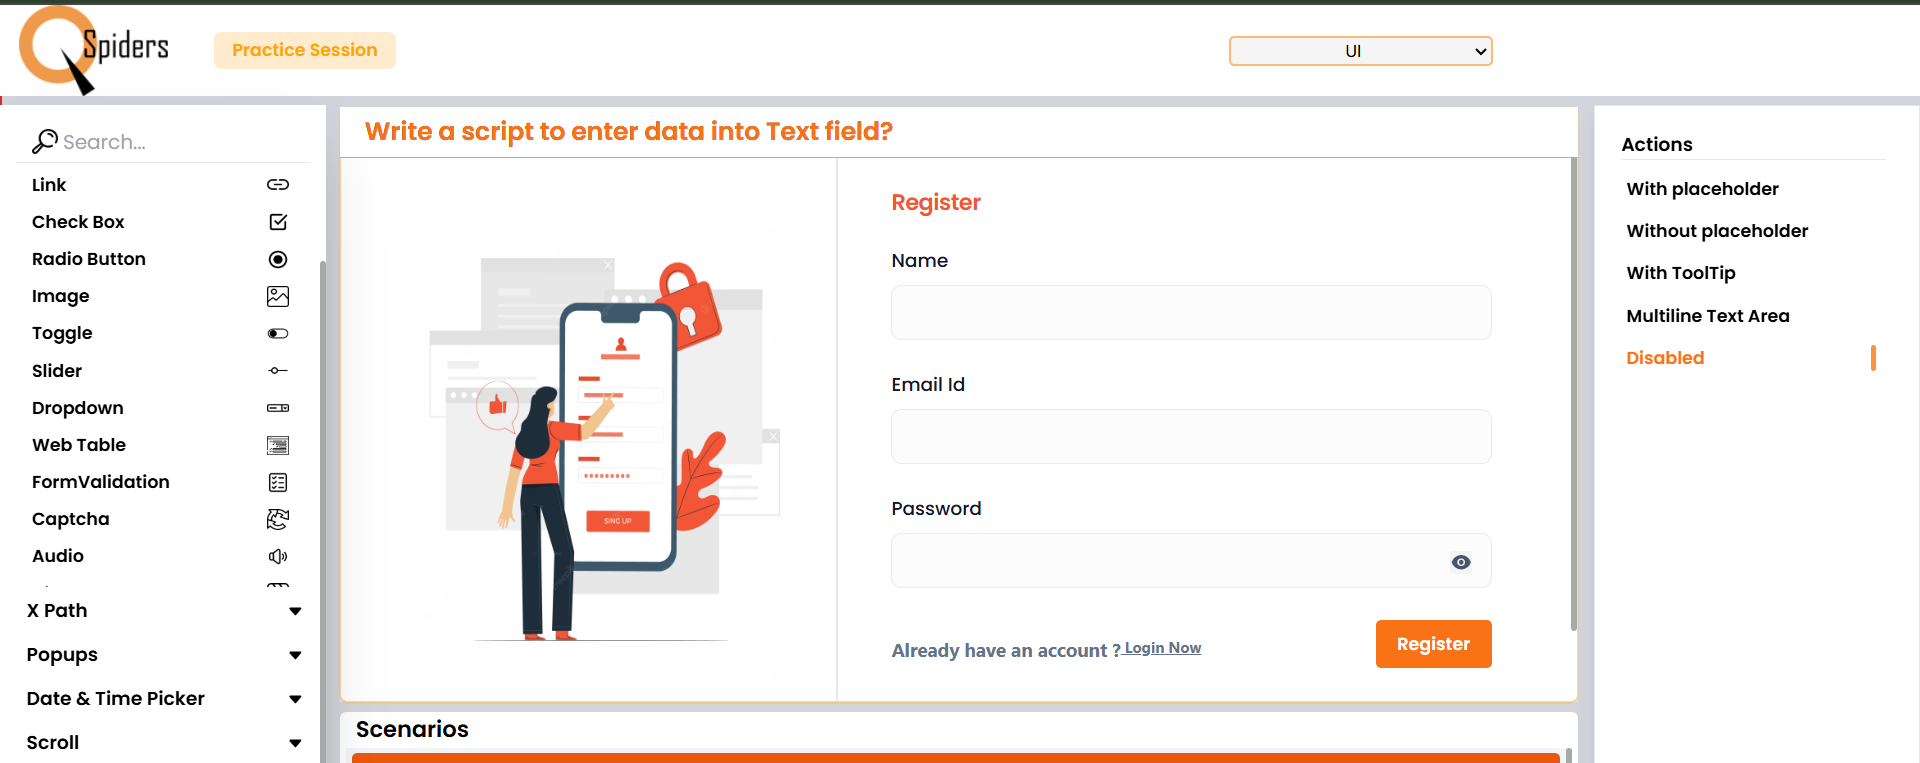 Spiders
Practice Session
UI
Search...
Link
Check Box
Radio Button
Image
Toggle
Slider
Dropdown
Web Table
FormValidation
Captcha
Audio
X Path
Popups
Date & Time Picker
Scroll
Write a script to enter data into Text field?
SING UP
Register
Name
Email Id
Password
Already have an account ? Login Now
Register
Scenarios
Actions
With placeholder
Without placeholder
With ToolTip
Multiline Text Area
Disabled